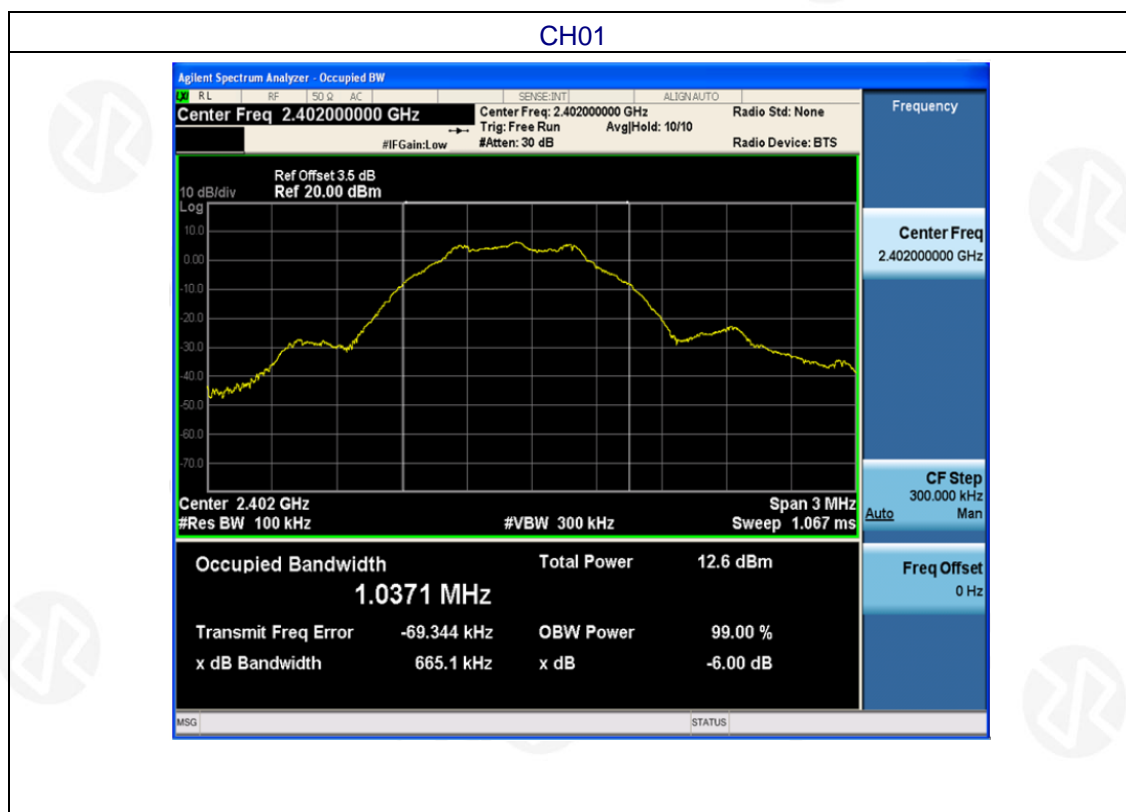 CH01
Agilent Spectrum Analyzer - Occupied BW
LXI RL RF 50 Ω AC SENSE:INT ALIGN AUTO
Center Freq 2.402000000 GHz
Center Freq: 2.402000000 GHz
Radio Std: None
Trig: Free Run Avg|Hold: 10/10
#IFGain:Low
#Atten: 30 dB
Radio Device: BTS
Ref Offset 3.5 dB
10 dB/div Ref 20.00 dBm
Log
10.0
0.00
-10.0
-20.0
-30.0
-40.0
-50.0
-60.0
-70.0
Center 2.402 GHz
Span 3 MHz
#Res BW 100 kHz
#VBW 300 kHz
Sweep 1.067 ms
Occupied Bandwidth
1.0371 MHz
Total Power 12.6 dBm
Transmit Freq Error -69.344 kHz
OBW Power 99.00 %
x dB Bandwidth 665.1 kHz
x dB -6.00 dB
MSG
STATUS
Frequency
Center Freq
2.402000000 GHz
CF Step
300.000 kHz
Auto Man
Freq Offset
0 Hz